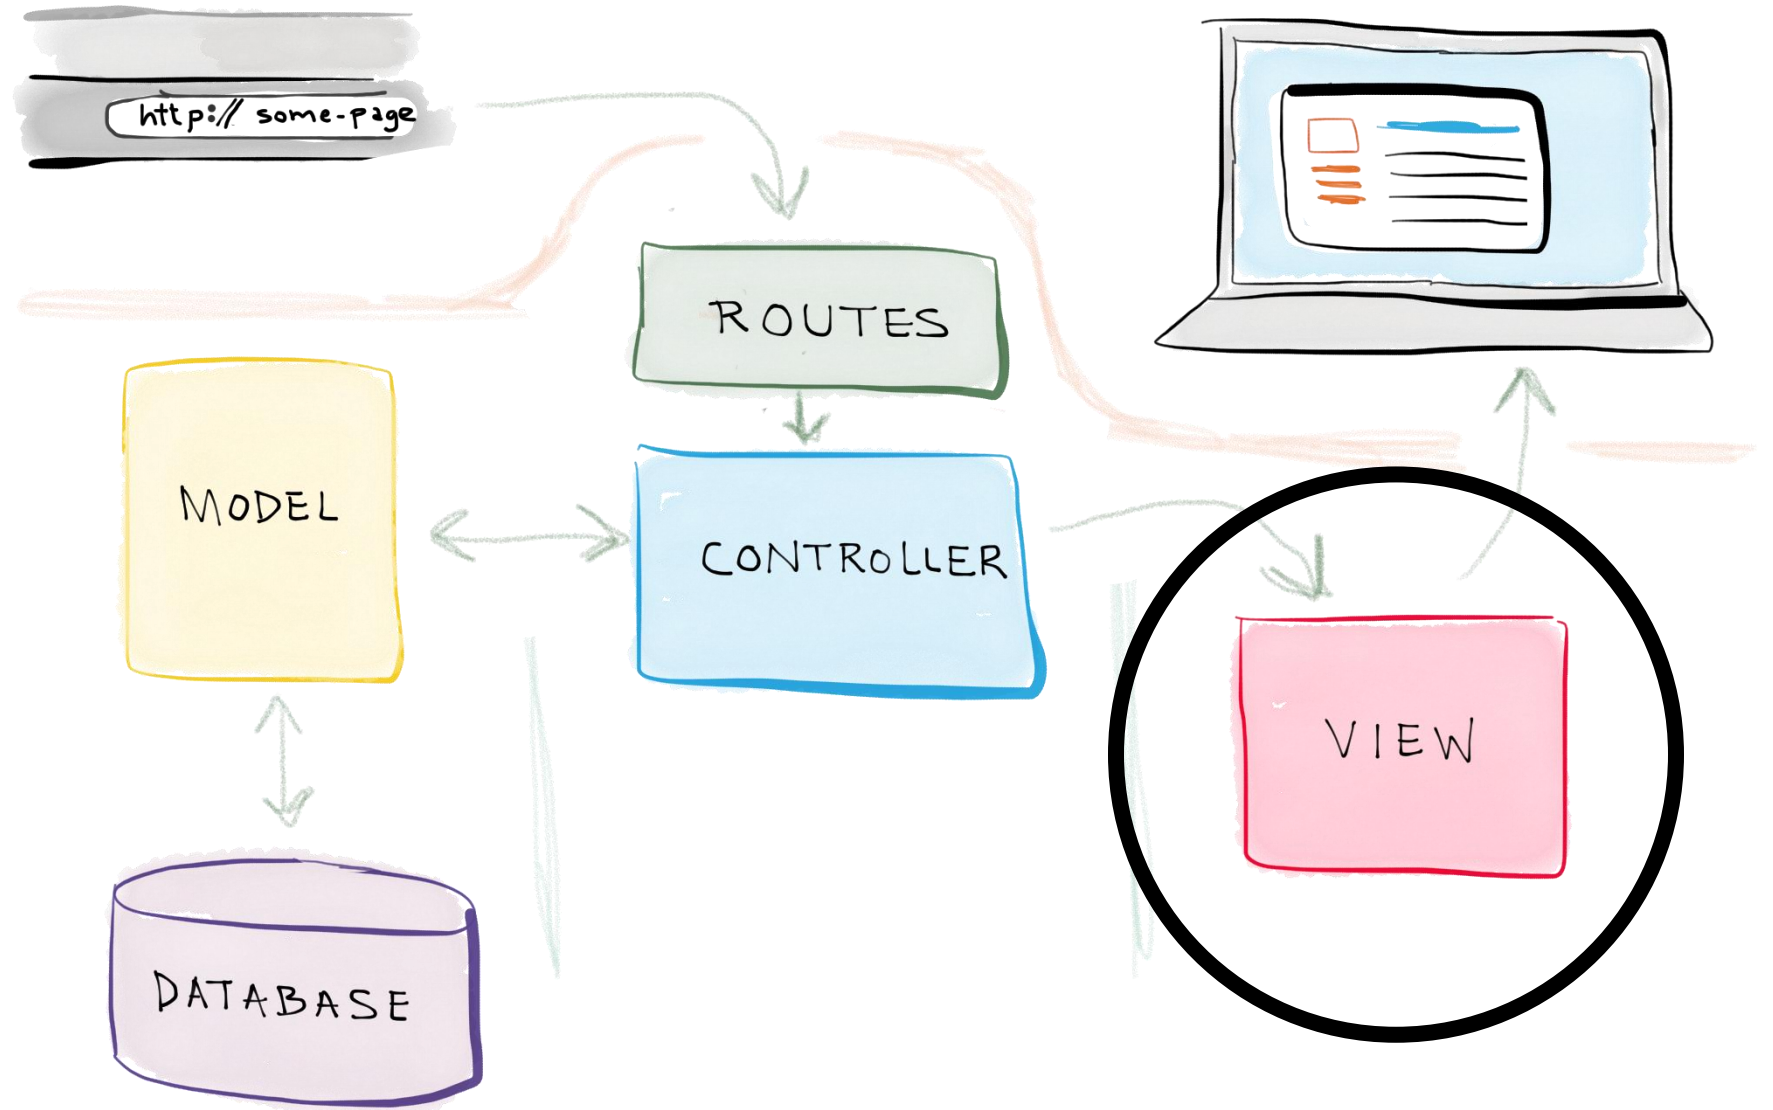 http:// some-page
ROUTES
MODEL
CONTROLLER
VIEW
DATABASE